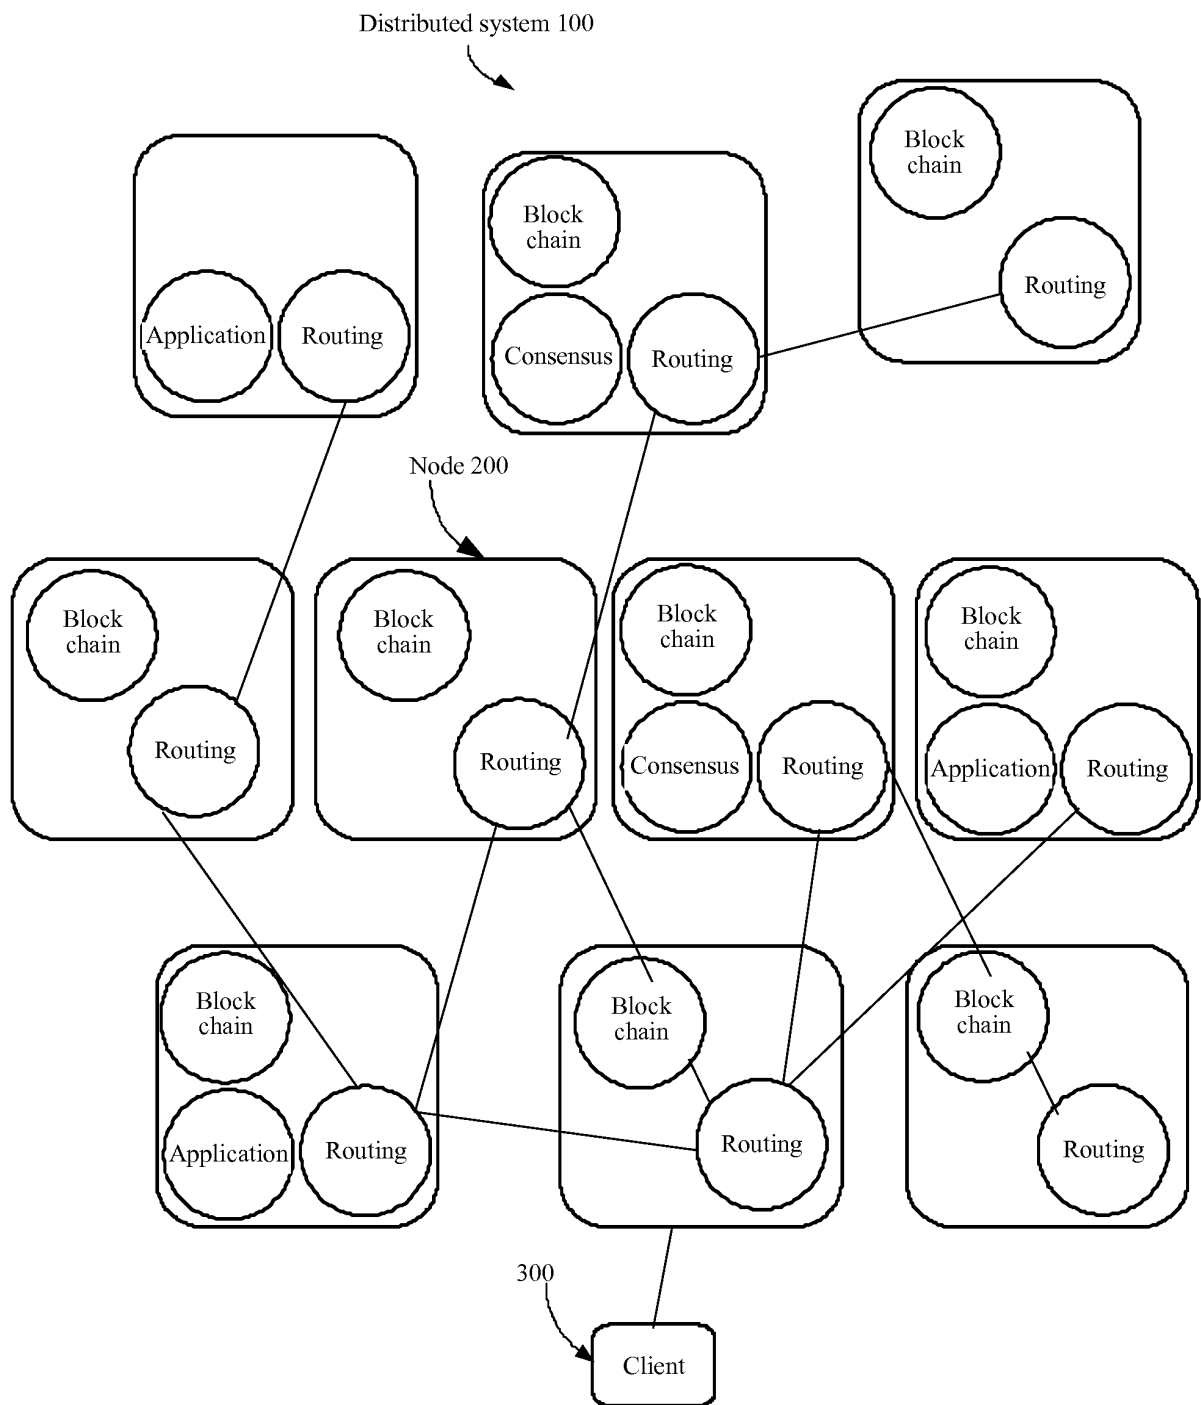 Distributed system 100
Block
chain
Routing
Block
chain
Consensus
Routing
Application
Routing
Node 200
Block
chain
Routing
Block
chain
Routing
Block
chain
Consensus
Routing
Block
chain
Application
Routing
Block
chain
Application
Routing
Block
chain
Routing
Block
chain
Routing
300
Client